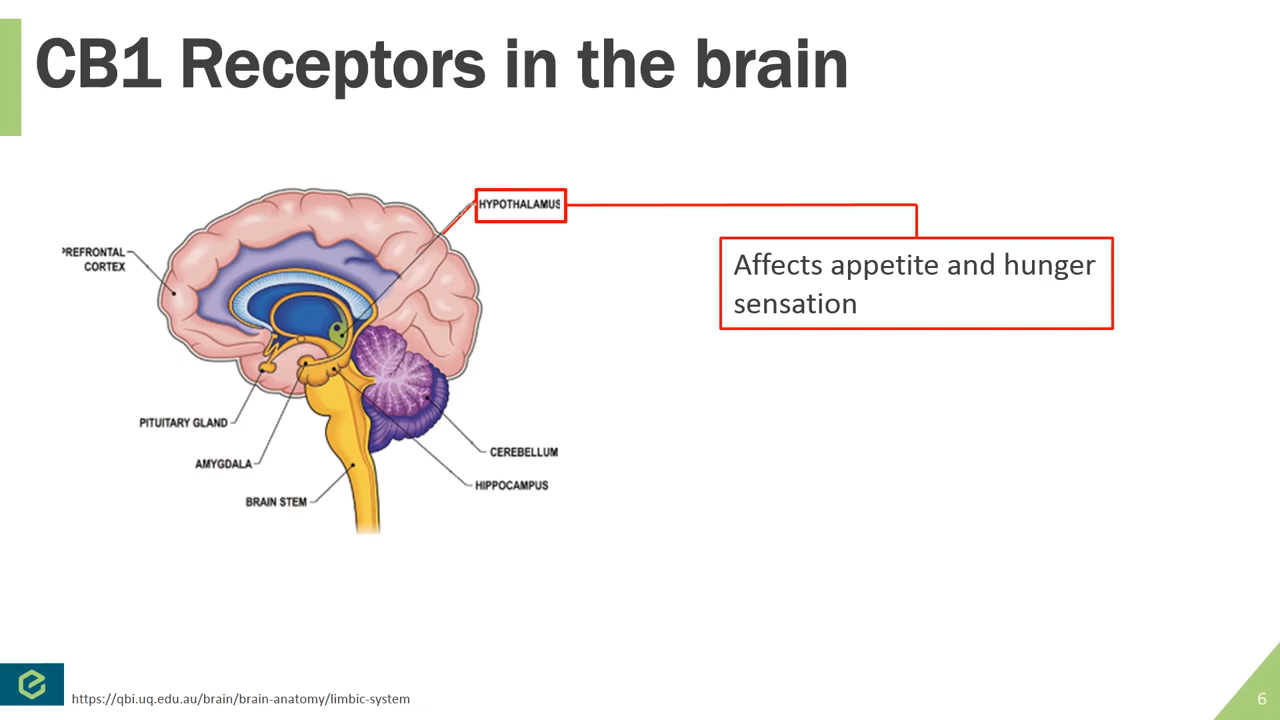 CB1 Receptors in the brain
HYPOTHALAMUS
PREFRONTAL
CORTEX
Affects appetite and hunger
sensation
PITUITARY GLAND
AMYGDALA
BRAIN STEM
CEREBELLUM
HIPPOCAMPUS
https://qbi.uq.edu.au/brain/brain-anatomy/limbic-system
6